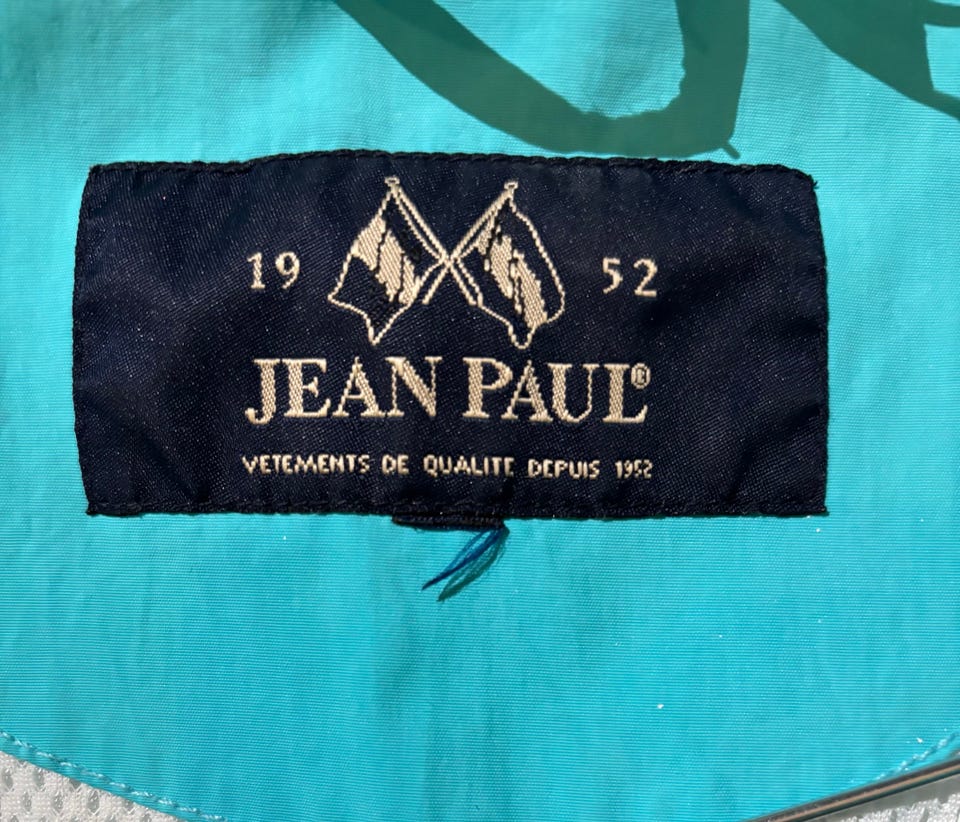 19 52
JEAN PAUL®
VETEMENTS DE QUALITE DEPUIS 1952